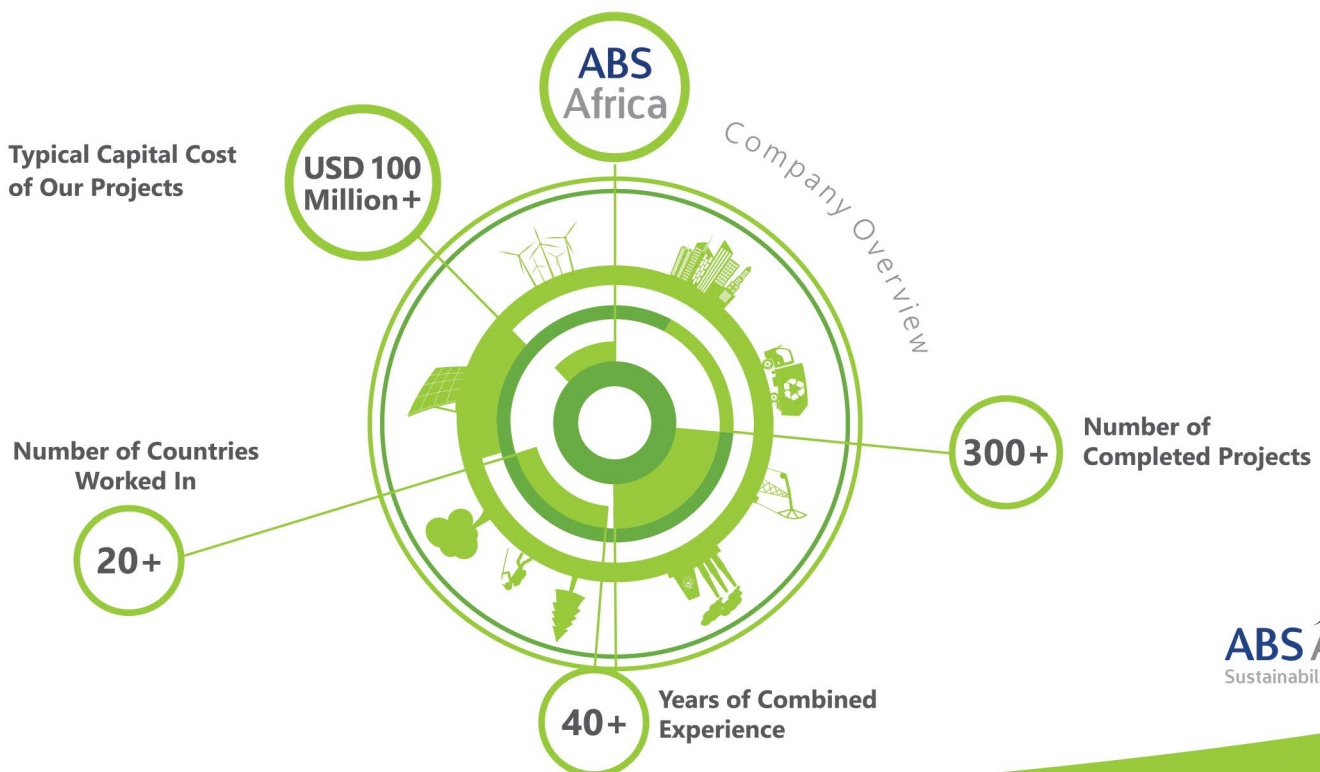 ABS
Africa
Company Overview
Typical Capital Cost
of Our Projects
USD 100
Million+
Number of Countries
Worked In
20+
300+
Number of
Completed Projects
40+
Years of Combined
Experience
ABS